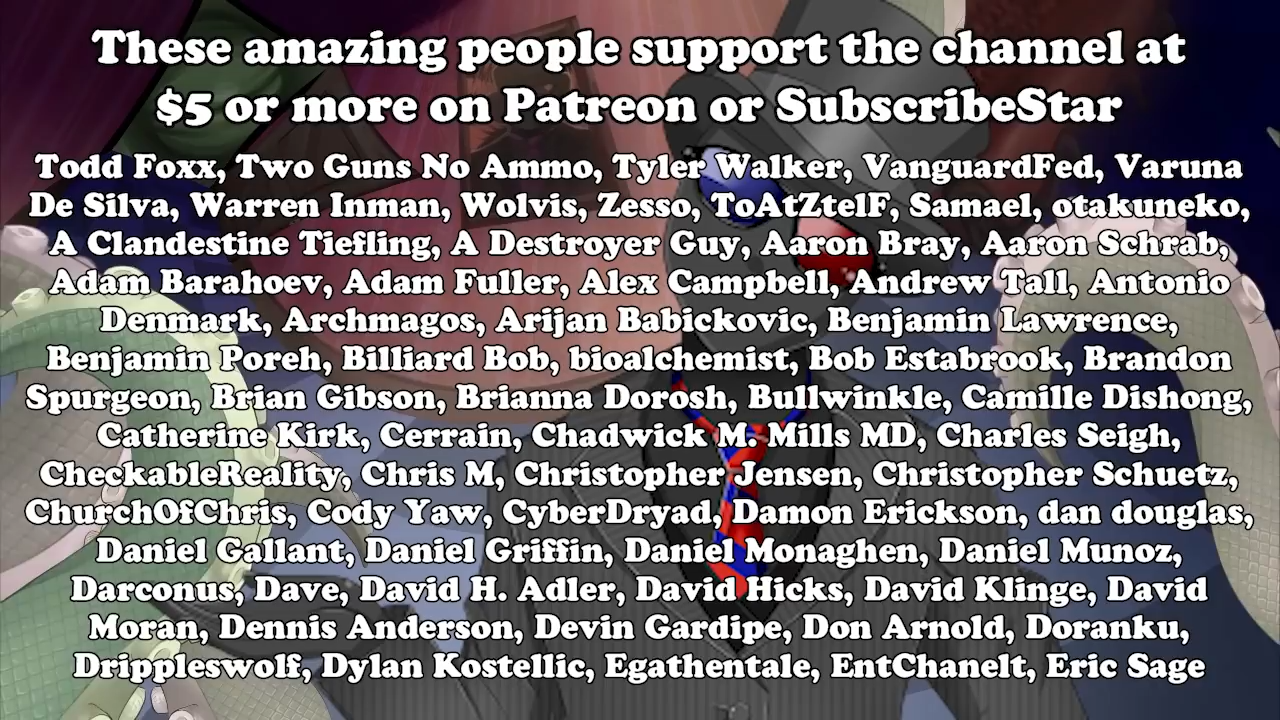 These amazing people support the channel at
$5 or more on Patreon or SubscribeStar
Todd Foxx, Two Guns No Ammo, Tyler Walker, VanguardFed, Varuna
De Silva, Warren Inman, Wolvis, Zesso, ToAtZtelF, Samael, otakuneko,
A Clandestine Tiefling, A Destroyer Guy, Aaron Bray, Aaron Schrab,
Adam Barahoev, Adam Fuller, Alex Campbell, Andrew Tall, Antonio
Denmark, Archmagos, Arijan Babickovic, Benjamin Lawrence,
Benjamin Poreh, Billiard Bob, bioalchemist, Bob Estabrook, Brandon
Spurgeon, Brian Gibson, Brianna Dorosh, Bullwinkle, Camille Dishong,
Catherine Kirk, Cerrain, Chadwick M. Mills MD, Charles Seigh,
CheckableReality, Chris M, Christopher Jensen, Christopher Schuetz,
ChurchOfChris, Cody Yaw, CyberDryad, Damon Erickson, dan douglas,
Daniel Gallant, Daniel Griffin, Daniel Monaghen, Daniel Munoz,
Darconus, Dave, David H. Adler, David Hicks, David Klinge, David
Moran, Dennis Anderson, Devin Gardipe, Don Arnold, Doranku,
Drippleswolf, Dylan Kostellic, Egathentale, EntChanelt, Eric Sage